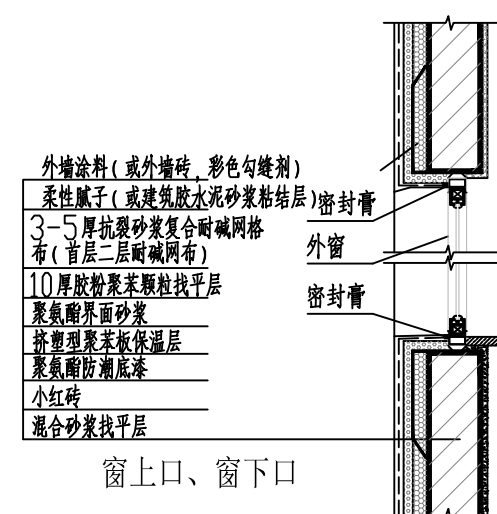 外墙涂料(或外墙砖，彩色勾缝剂)
柔性腻子(或建筑胶水泥砂浆粘结层)
3-5厚抗裂砂浆复合耐碱网格
布(首层二层耐碱网布)
10厚胶粉聚苯颗粒找平层
聚氨酯界面砂浆
挤塑型聚苯板保温层
聚氨酯防潮底漆
小红砖
混合砂浆找平层
密封膏
外窗
密封膏
窗上口、窗下口